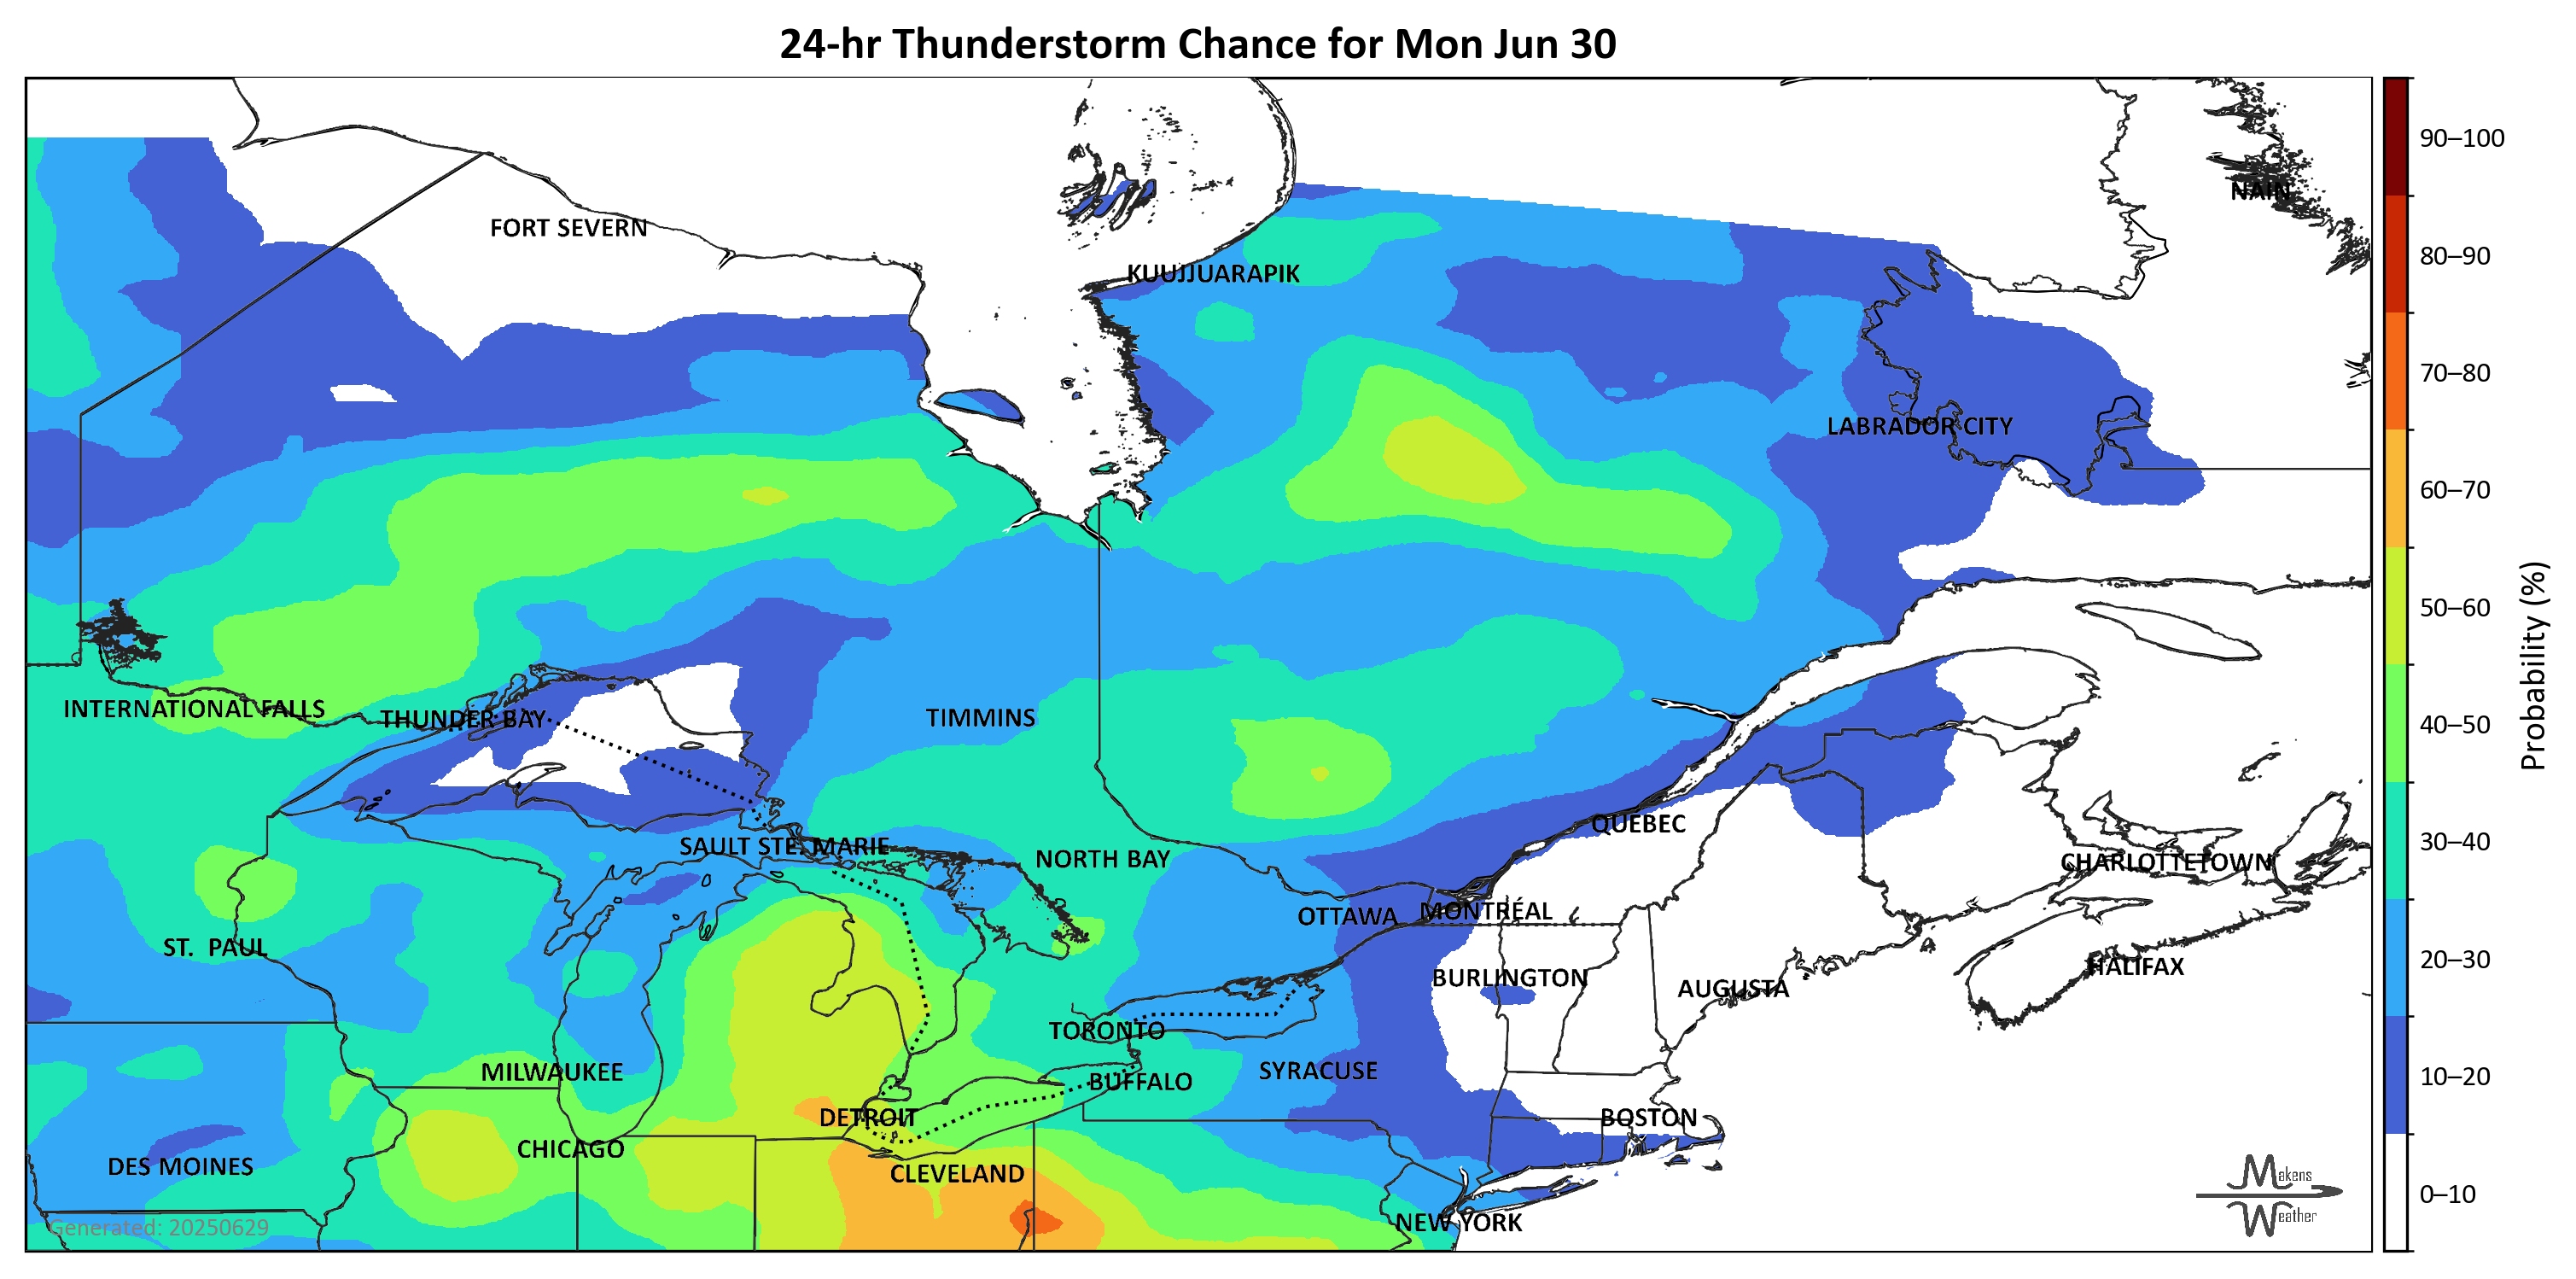 24-hr Thunderstorm Chance for Mon Jun 30
90–100
NAIN
FORT SEVERN
80–90
KUUJJUARAPIK
70–80
LABRADOR CITY
60–70
50–60
Probability (%)
INTERNATIONAL FALLS
THUNDER BAY
TIMMINS
40–50
QUEBEC
SAULT STE. MARIE
NORTH BAY
30–40
CHARLOTTETOWN
OTTAWA
MONTRÉAL
ST. PAUL
20–30
HALIFAX
BURLINGTON
AUGUSTA
TORONTO
MILWAUKEE
SYRACUSE
10–20
BUFFALO
DETROIT
BOSTON
CHICAGO
DES MOINES
CLEVELAND
Makens
Weather
0–10
NEW YORK
Generated: 20250629